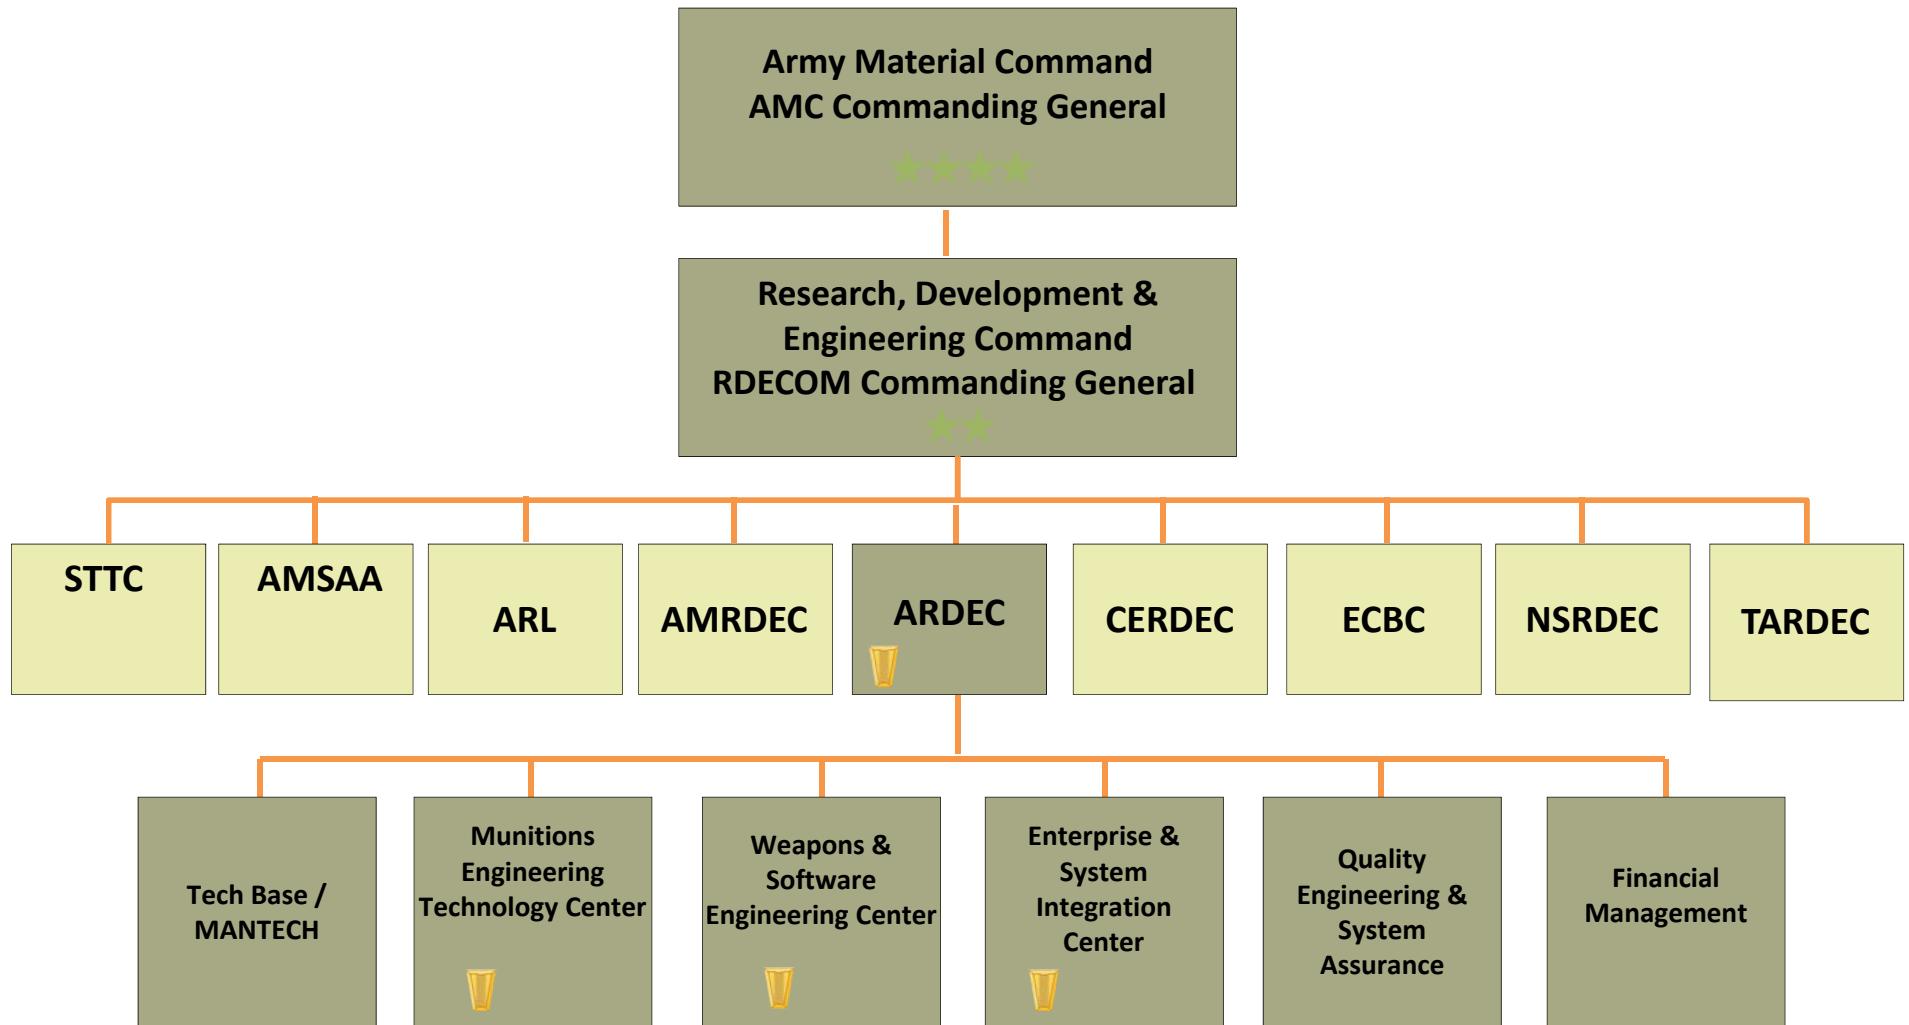 Army Material Command
AMC Commanding General
Research, Development &
Engineering Command
RDECOM Commanding General
STTC
AMSAA
ARL
AMRDEC
ARDEC
CERDEC
ECBC
NSRDEC
TARDEC
Tech Base /
MANTECH
Munitions
Engineering
Technology Center
Weapons &
Software
Engineering Center
Enterprise &
System
Integration
Center
Quality
Engineering &
System
Assurance
Financial
Management